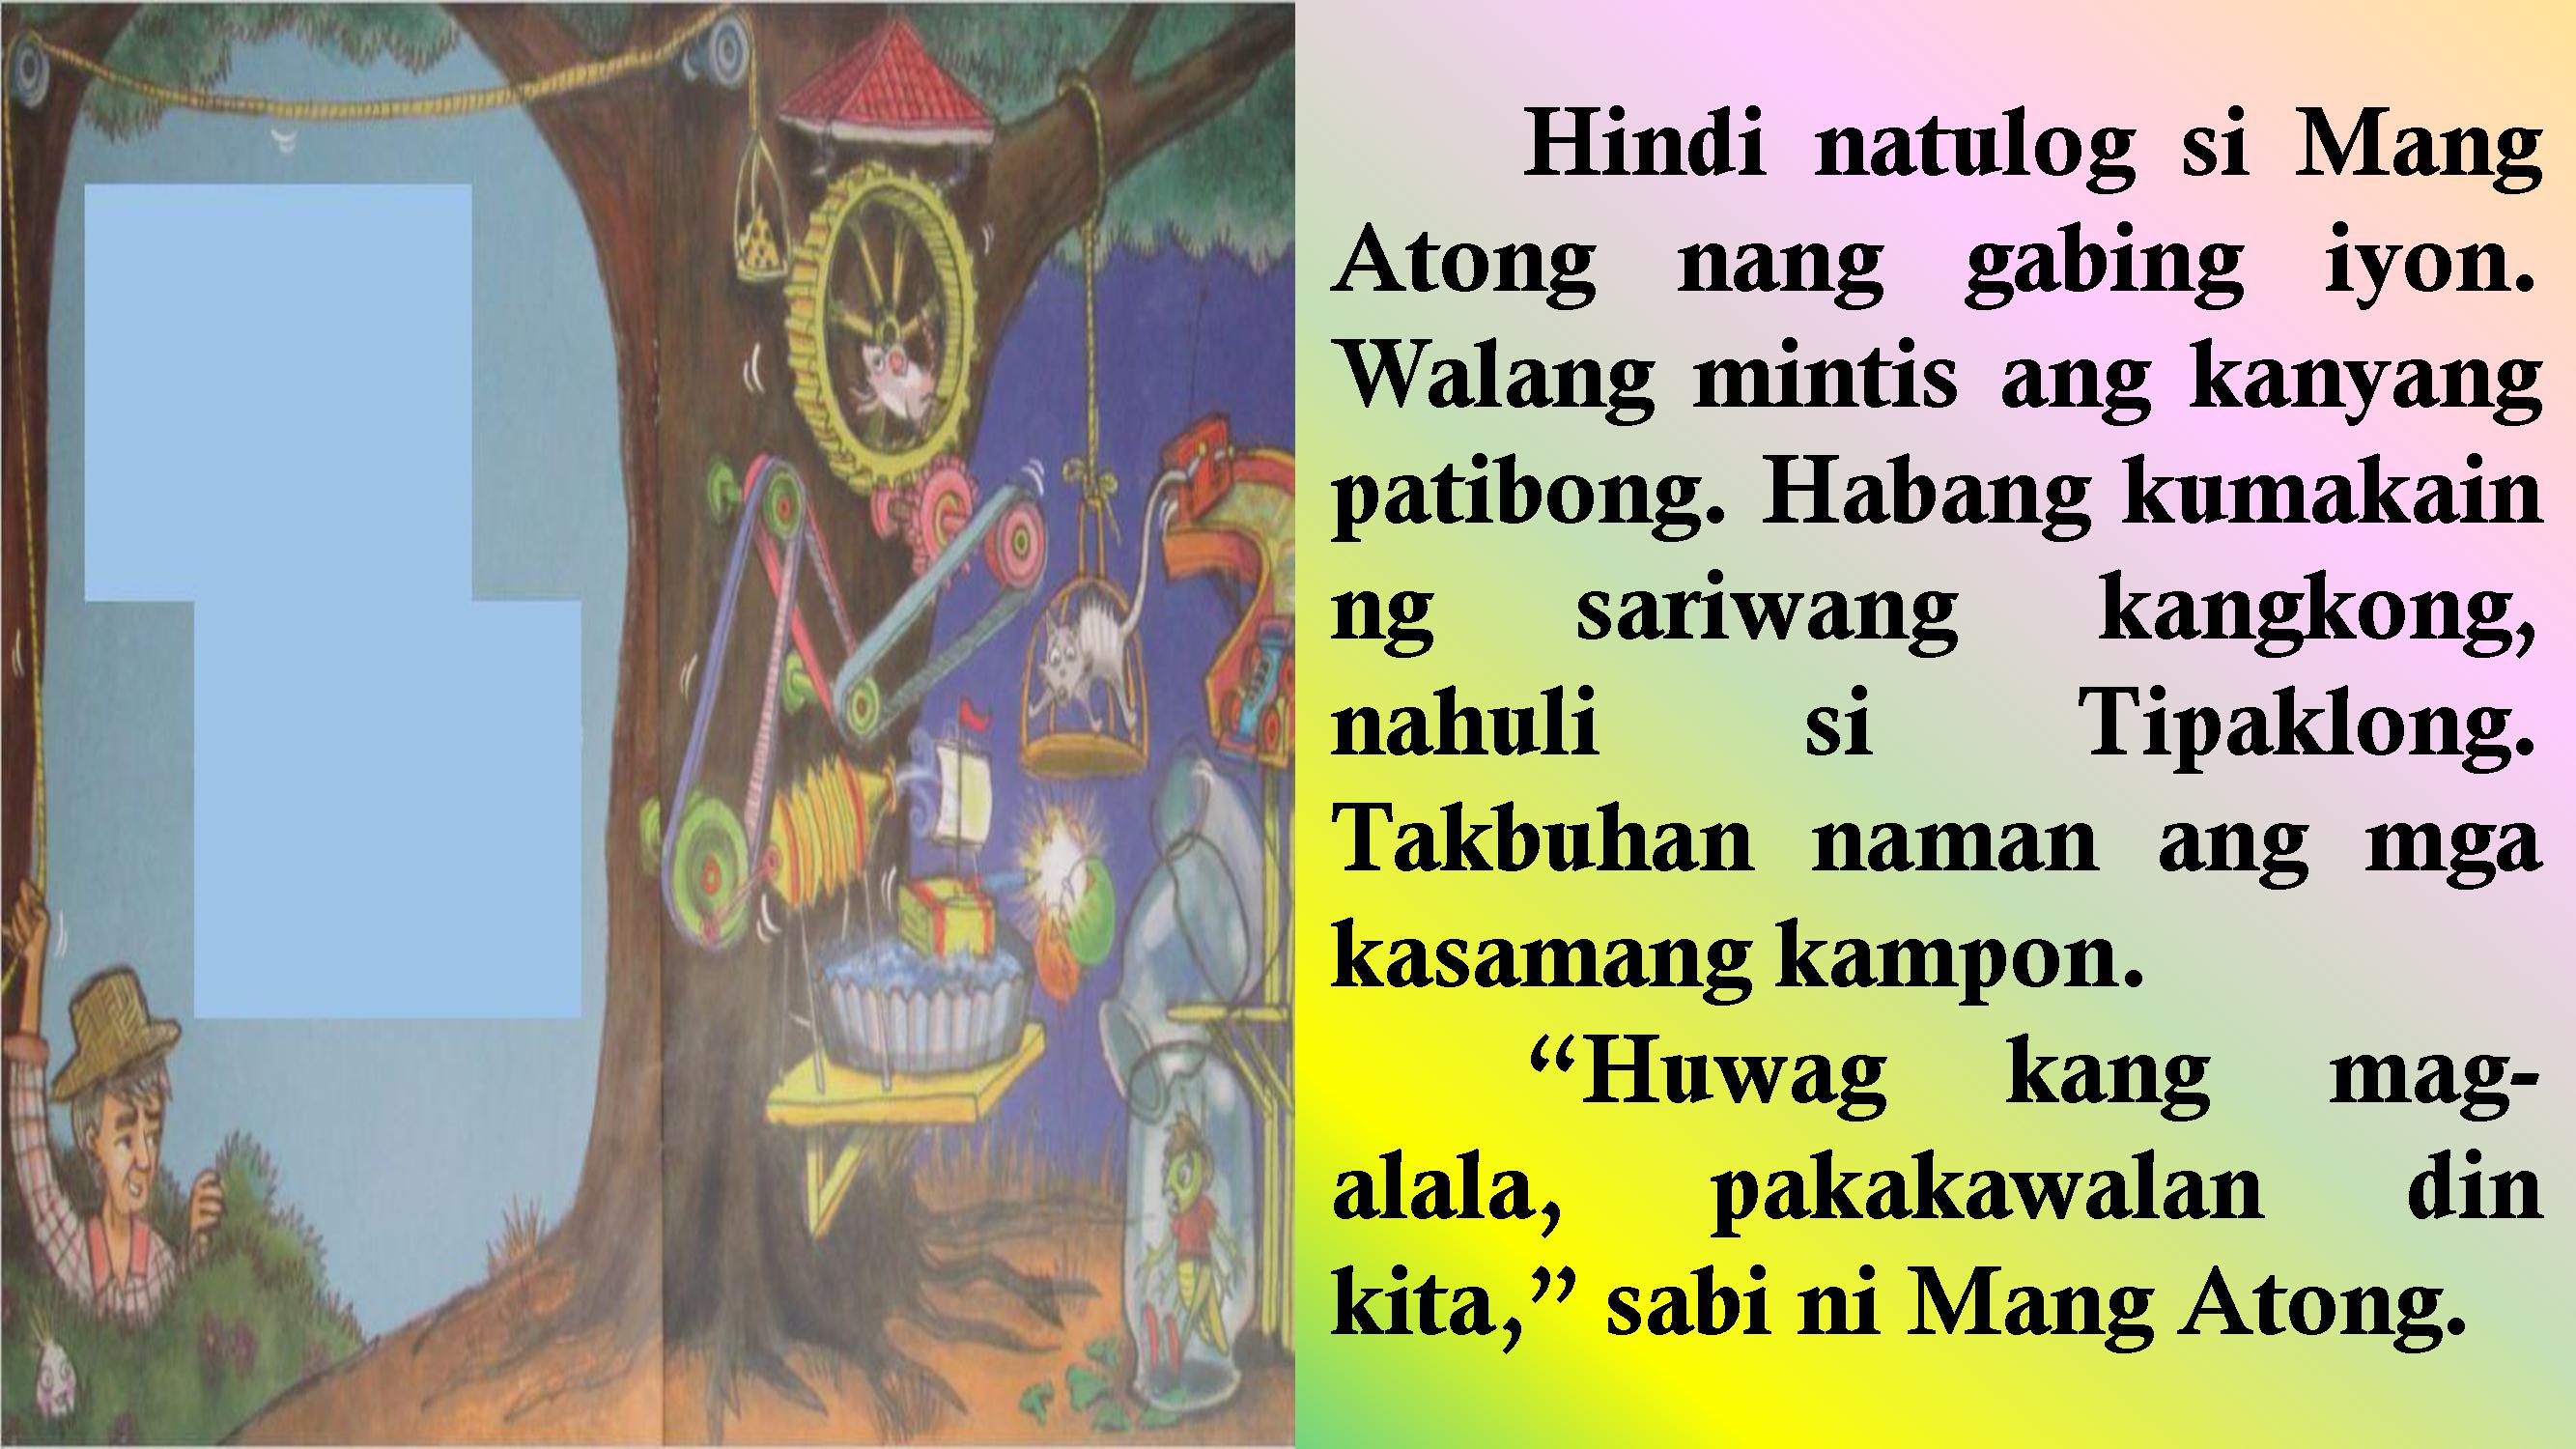 Hindi natulog si Mang
Atong nang gabing iyon.
Walang mintis ang kanyang
patibong. Habang kumakain
ng sariwang kangkong,
nahuli si Tipaklong.
Takbuhan naman ang mga
kasamang kampon.
“Huwag kang mag-
alala, pakakawalan din
kita,” sabi ni Mang Atong.